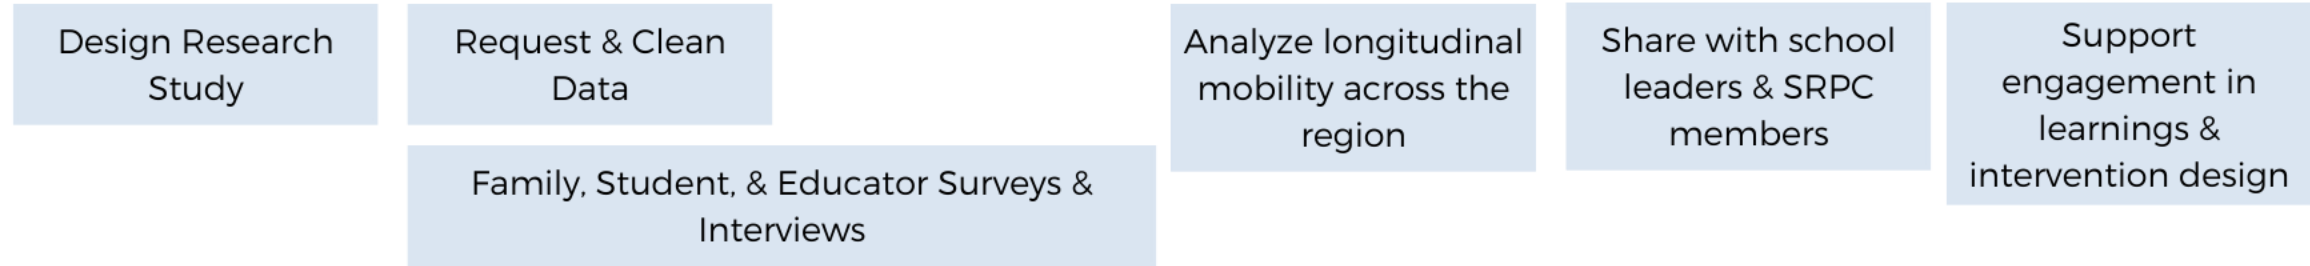 Design Research
Study
Request & Clean
Data
Family, Student, & Educator Surveys &
Interviews
Analyze longitudinal
mobility across the
region
Share with school
leaders & SRPC
members
Support
engagement in
learnings &
intervention design